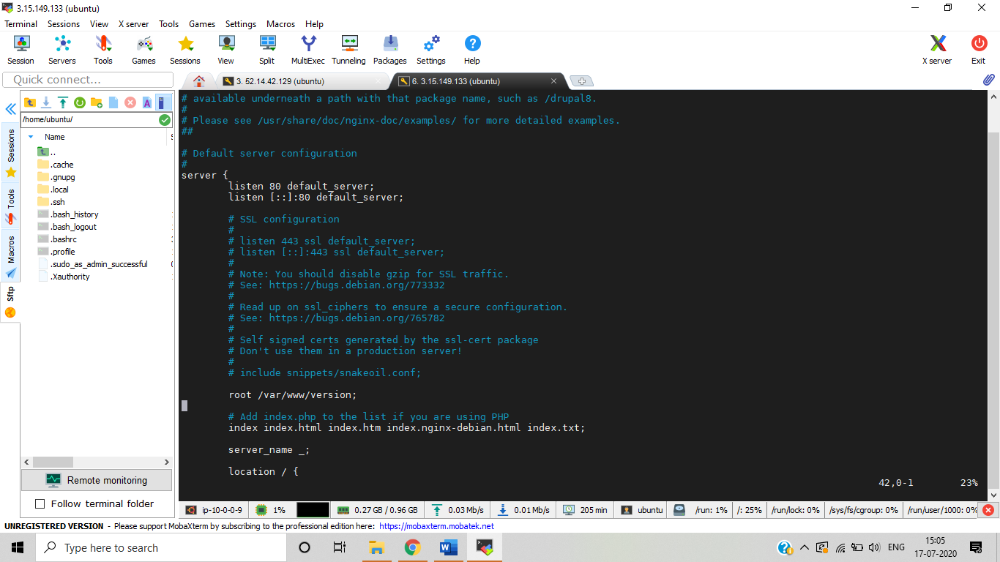 3.15.149.133 (ubuntu)
Terminal Sessions View X server Tools Games Settings Macros Help
Session Servers Tools Games Sessions View Split MultiExec Tunneling Packages Settings Help X server Exit
Quick connect...
3. 52.14.42.129 (ubuntu)
6. 3.15.149.133 (ubuntu)
Sessions
Tools
Macros
Sftp
/home/ubuntu/
Name
..
.cache
.gnupg
.local
.ssh
.bash_history
.bash_logout
.bashrc
.profile
.sudo_as_admin_successful
.Xauthority
Remote monitoring
Follow terminal folder
# available underneath a path with that package name, such as /drupal8.
#
# Please see /usr/share/doc/nginx-doc/examples/ for more detailed examples.
##
# Default server configuration
#
server {
listen 80 default_server;
listen [::]:80 default_server;
# SSL configuration
#
# listen 443 ssl default_server;
# listen [::]:443 ssl default_server;
#
# Note: You should disable gzip for SSL traffic.
# See: https://bugs.debian.org/773332
#
# Read up on ssl_ciphers to ensure a secure configuration.
# See: https://bugs.debian.org/765782
#
# Self signed certs generated by the ssl-cert package
# Don't use them in a production server!
#
# include snippets/snakeoil.conf;
root /var/www/version;
# Add index.php to the list if you are using PHP
index index.html index.htm index.nginx-debian.html index.txt;
server_name _;
location / {
42,0-1 23%
ip-10-0-0-9 1% 0.27 GB / 0.96 GB 0.03 Mb/s 0.01 Mb/s 205 min ubuntu /run: 1% /: 25% /run/lock: 0% /sys/fs/cgroup: 0% /run/user/1000: 0%
UNREGISTERED VERSION - Please support MobaXterm by subscribing to the professional edition here: https://mobaxterm.mobatek.net
Type here to search
ENG
15:05
17-07-2020